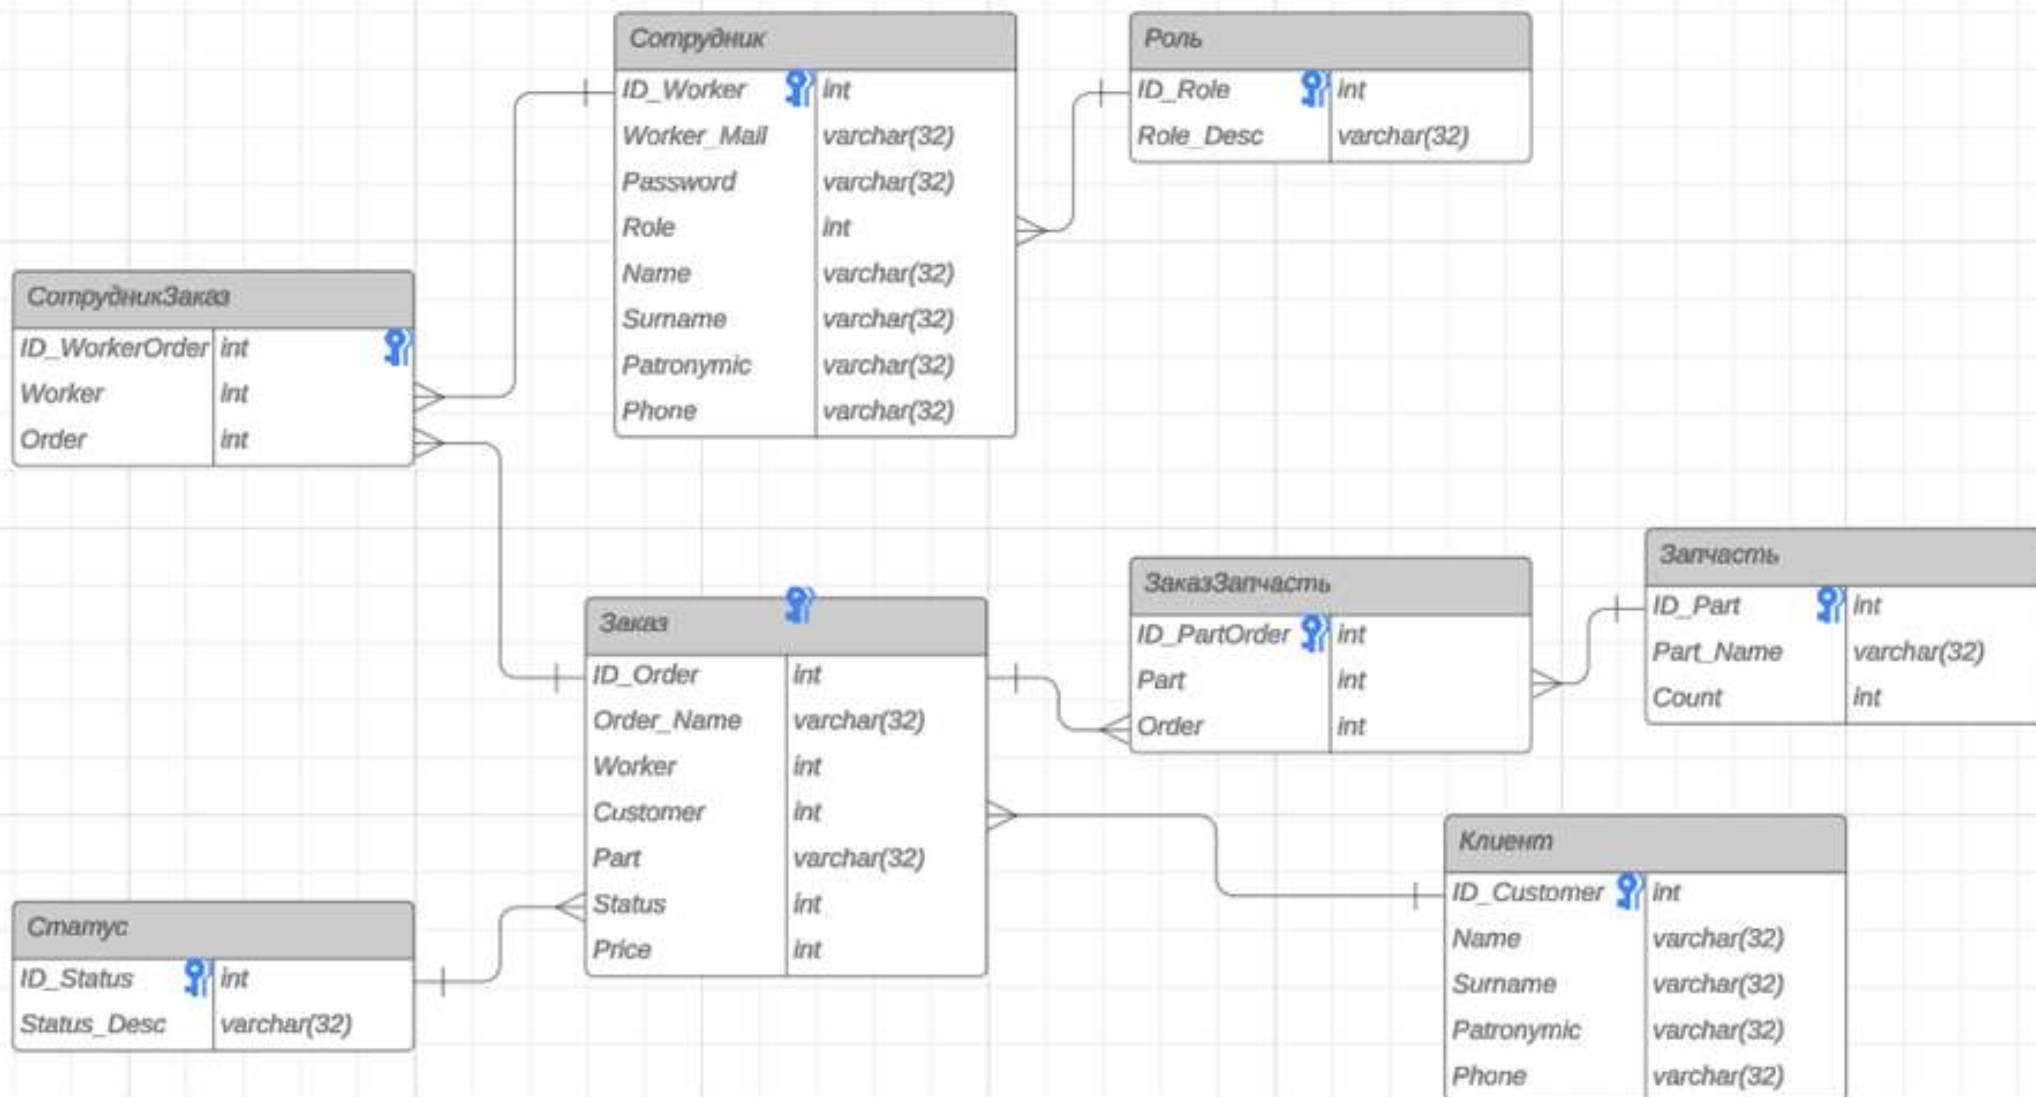 Сотрудник
ID_Worker int
Worker_Mail varchar(32)
Password varchar(32)
Role int
Name varchar(32)
Surname varchar(32)
Patronymic varchar(32)
Phone varchar(32)
Роль
ID_Role int
Role_Desc varchar(32)
СотрудникЗаказ
ID_WorkerOrder int
Worker int
Order int
Заказ
ID_Order int
Order_Name varchar(32)
Worker int
Customer int
Part varchar(32)
Status int
Price int
ЗаказЗапчасть
ID_PartOrder int
Part int
Order int
Запчасть
ID_Part int
Part_Name varchar(32)
Count int
Статус
ID_Status int
Status_Desc varchar(32)
Клиент
ID_Customer int
Name varchar(32)
Surname varchar(32)
Patronymic varchar(32)
Phone varchar(32)